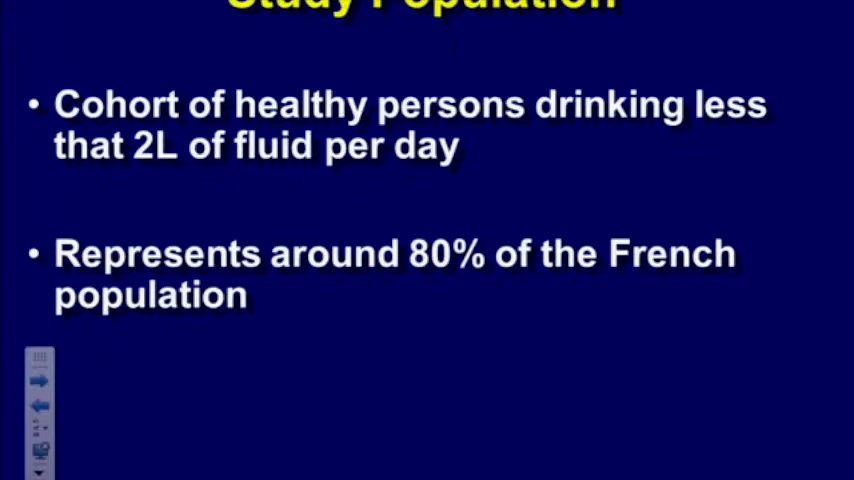 Study Population
• Cohort of healthy persons drinking less
that 2L of fluid per day
• Represents around 80% of the French
population